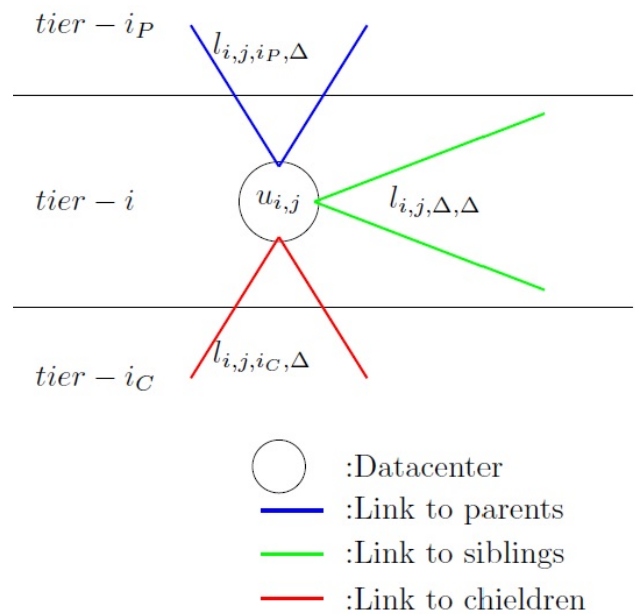 tier − i_P
l_{i,j,i_P,Δ}
tier − i
u_{i,j}
l_{i,j,Δ,Δ}
l_{i,j,i_C,Δ}
tier − i_C
:Datacenter
:Link to parents
:Link to siblings
:Link to chieldren